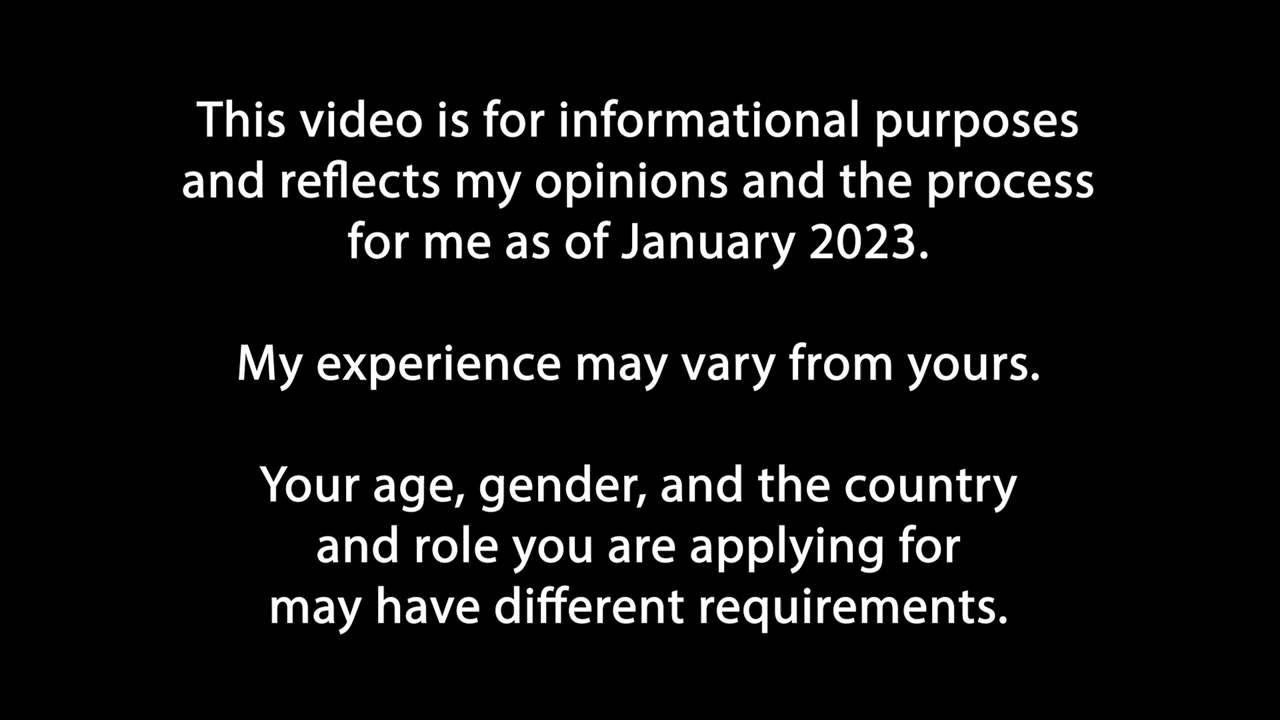 This video is for informational purposes
and reflects my opinions and the process
for me as of January 2023.
My experience may vary from yours.
Your age, gender, and the country
and role you are applying for
may have different requirements.